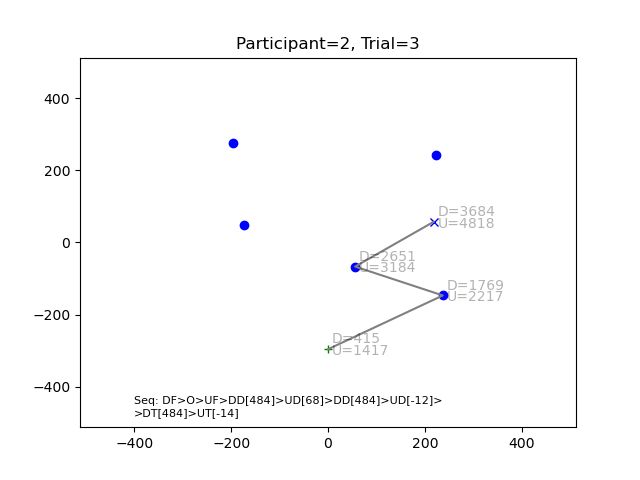 Participant=2, Trial=3
400
200
0
−200
−400
D=3684
U=4818
D=2651
U=3184
D=1769
U=2217
D=415
U=1417
Seq: DF>O>UF>DD[484]>UD[68]>DD[484]>UD[-12]>
>DT[484]>UT[-14]
−400 −200 0 200 400